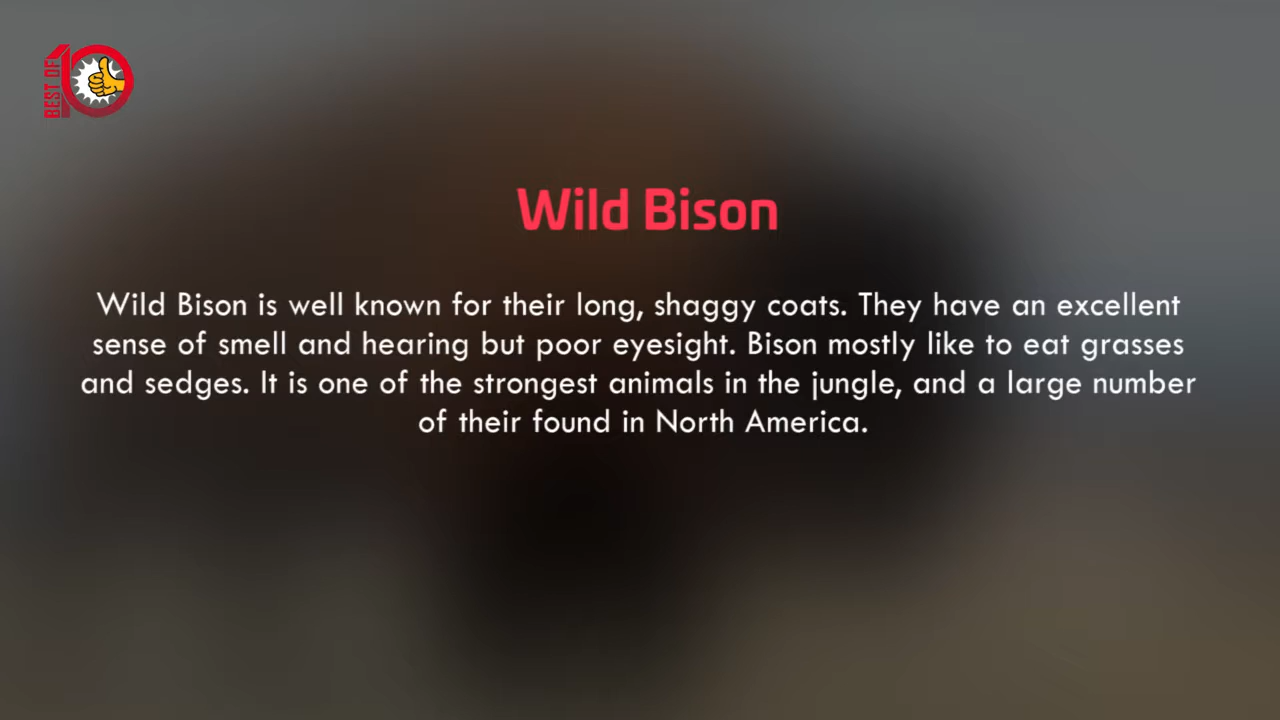 BEST OF 10
Wild Bison
Wild Bison is well known for their long, shaggy coats. They have an excellent
sense of smell and hearing but poor eyesight. Bison mostly like to eat grasses
and sedges. It is one of the strongest animals in the jungle, and a large number
of their found in North America.